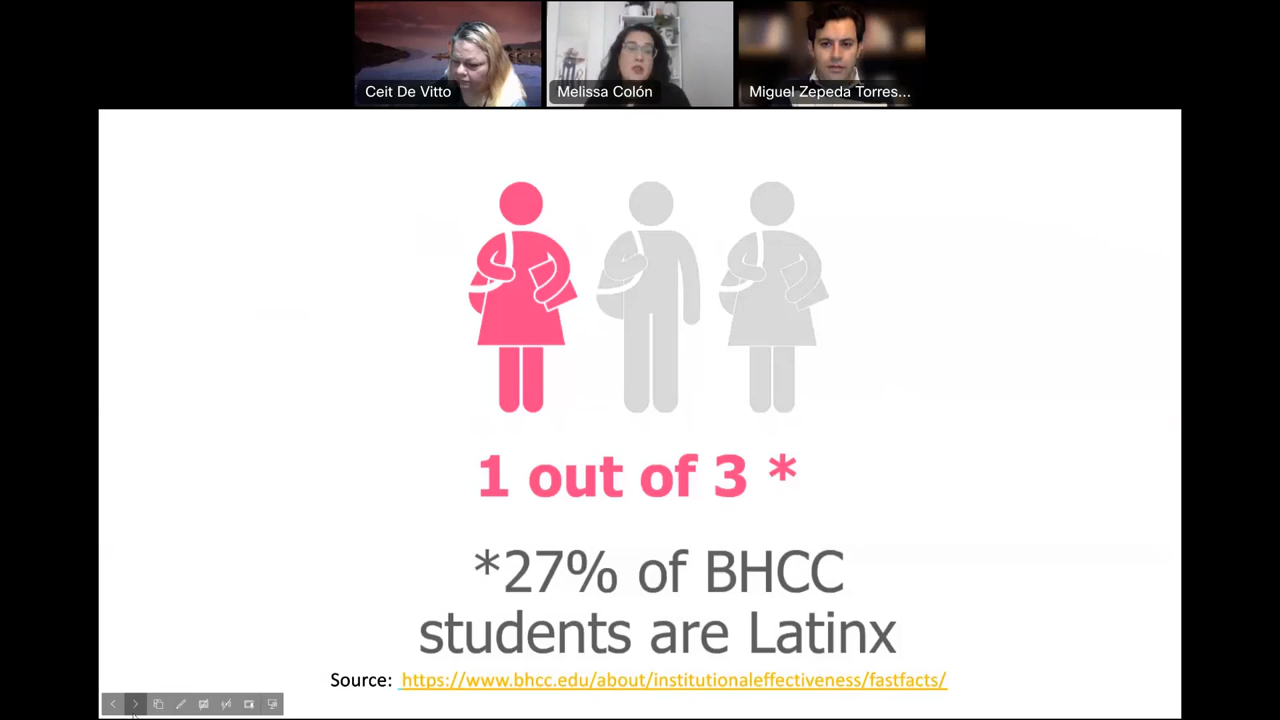 Ceit De Vitto
Melissa Colón
Miguel Zepeda Torres...
1 out of 3 *
*27% of BHCC
students are Latinx
Source: https://www.bhcc.edu/about/institutionaleffectiveness/fastfacts/